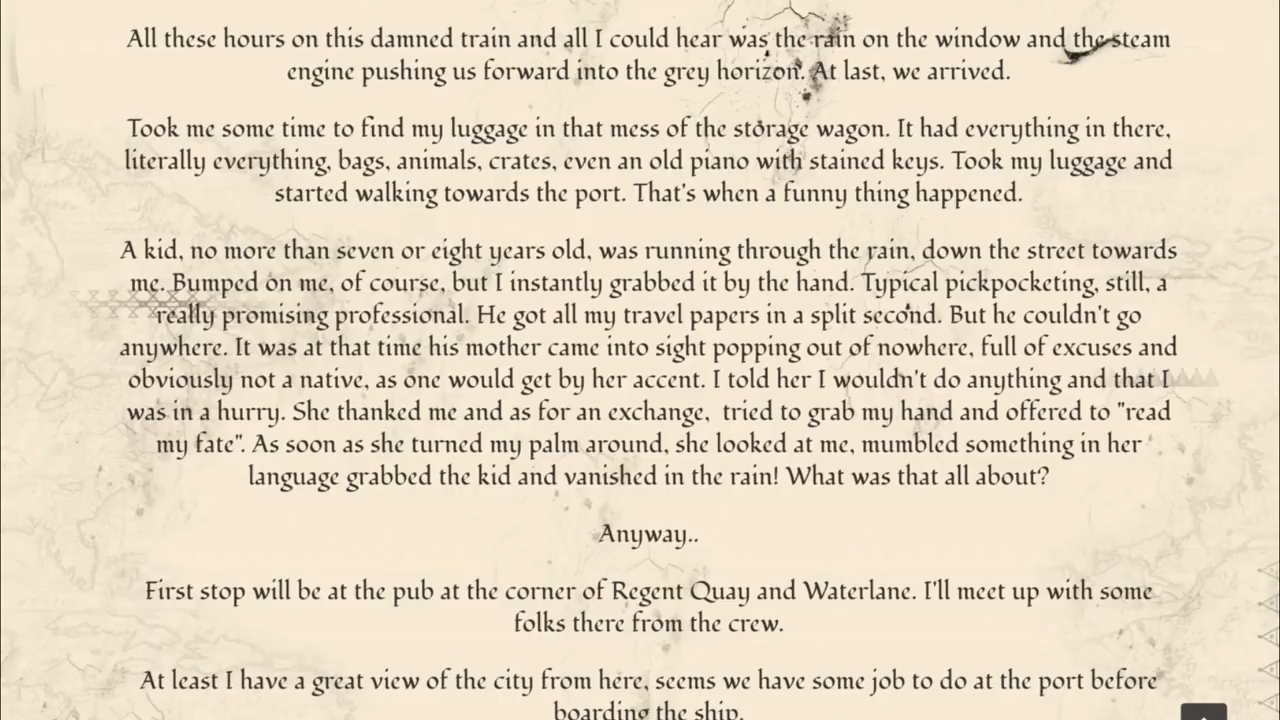 All these hours on this damned train and all I could hear was the rain on the window and the steam
engine pushing us forward into the grey horizon. At last, we arrived.
Took me some time to find my luggage in that mess of the storage wagon. It had everything in there,
literally everything, bags, animals, crates, even an old piano with stained keys. Took my luggage and
started walking towards the port. That's when a funny thing happened.
A kid, no more than seven or eight years old, was running through the rain, down the street towards
me. Bumped on me, of course, but I instantly grabbed it by the hand. Typical pickpocketing, still, a
really promising professional. He got all my travel papers in a split second. But he couldn't go
anywhere. It was at that time his mother came into sight popping out of nowhere, full of excuses and
obviously not a native, as one would get by her accent. I told her I wouldn't do anything and that I
was in a hurry. She thanked me and as for an exchange, tried to grab my hand and offered to "read
my fate". As soon as she turned my palm around, she looked at me, mumbled something in her
language grabbed the kid and vanished in the rain! What was that all about?
Anyway..
First stop will be at the pub at the corner of Regent Quay and Waterlane. I'll meet up with some
folks there from the crew.
At least I have a great view of the city from here, seems we have some job to do at the port before
boarding the ship.